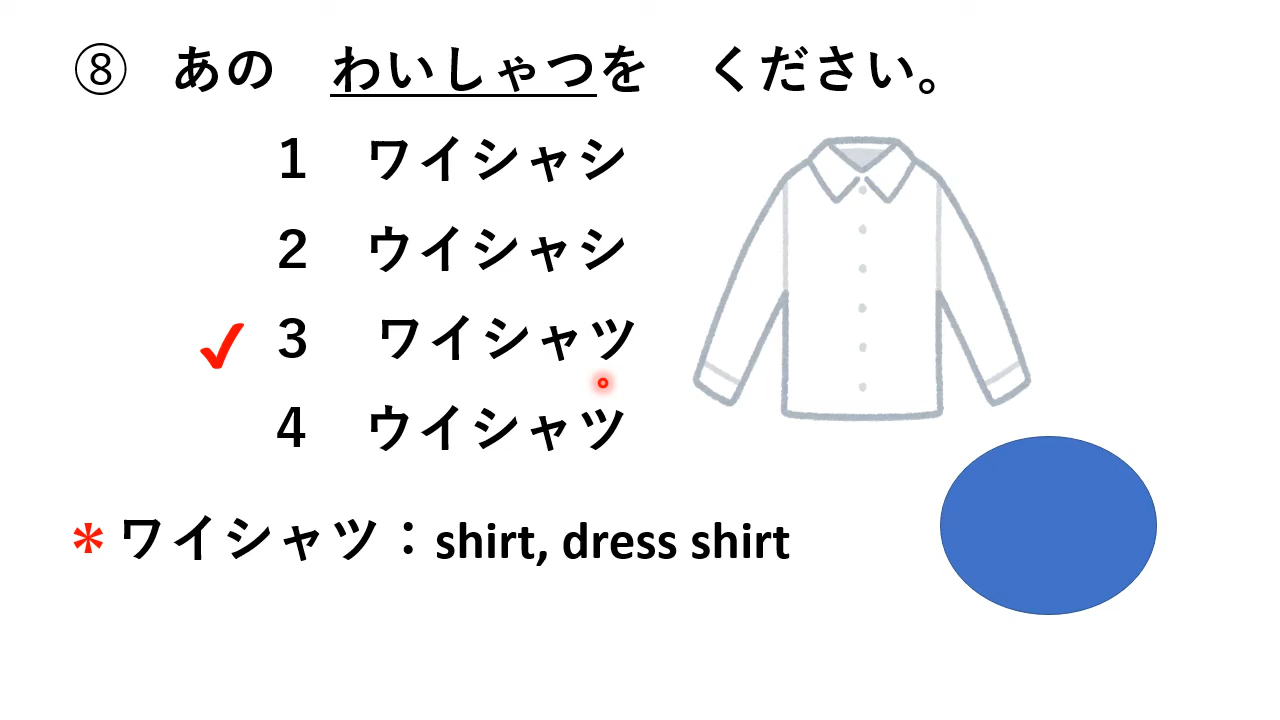 ⑧ あの わいしゃつを ください。
1 ワイシャシ
2 ウイシャシ
✓ 3 ワイシャツ
4 ウイシャツ
*ワイシャツ：shirt, dress shirt